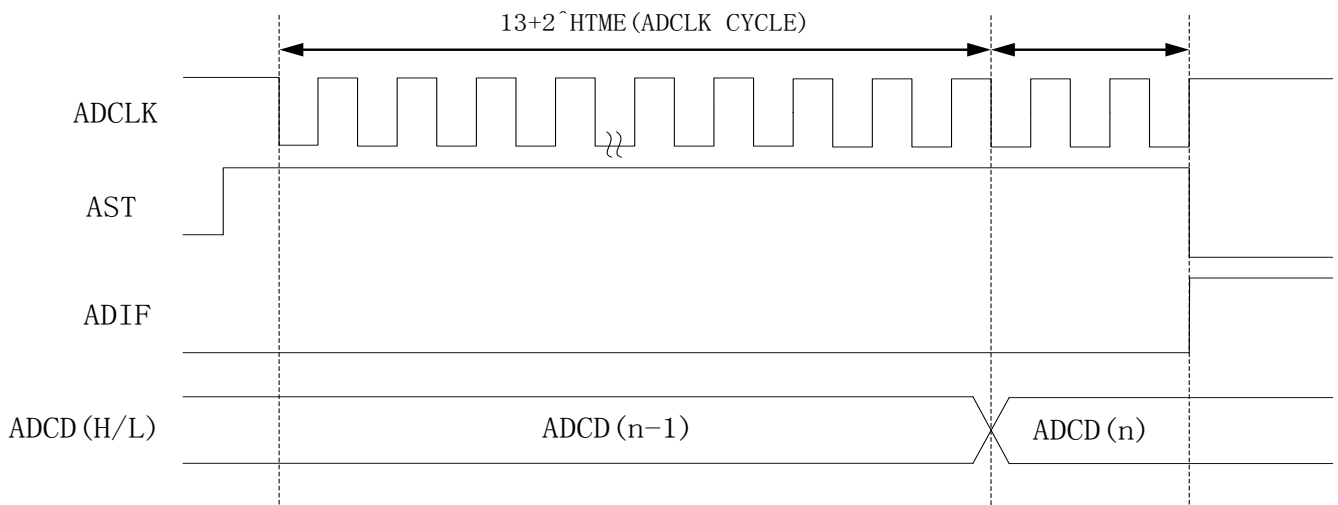 13+2^HTME(ADCLK CYCLE)
ADCLK
AST
ADIF
ADCD(H/L) ADCD(n-1) ADCD(n)